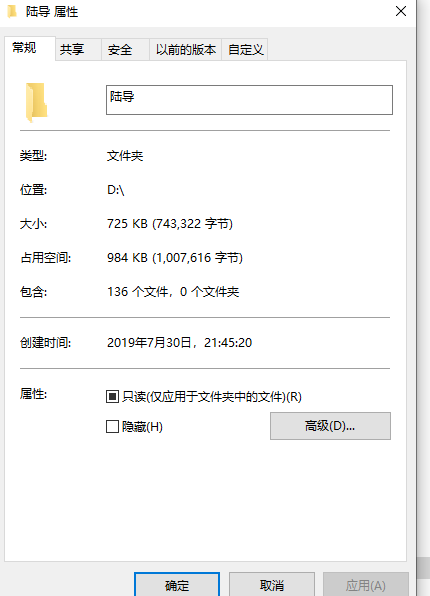 陆导 属性
常规 共享 安全 以前的版本 自定义
陆导
类型: 文件夹
位置: D:\
大小: 725 KB (743,322 字节)
占用空间: 984 KB (1,007,616 字节)
包含: 136 个文件，0 个文件夹
创建时间: 2019年7月30日，21:45:20
属性: 只读(仅应用于文件夹中的文件)(R)
隐藏(H) 高级(D)...
确定 取消 应用(A)